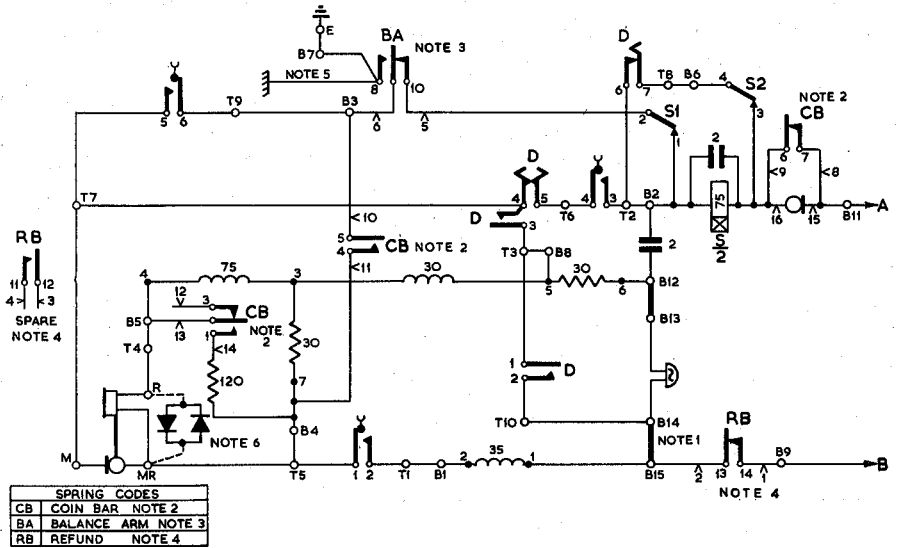 E
B7
BA
NOTE 3
D
NOTE 5
8
10
6
7
T8
B6
4
S2
3
NOTE 2
CB
5
6
T9
B3
6
5
2
S1
1
2
6
7
<9
<8
T7
D
4
5
T6
4
3
T2
B2
75
S
2
16
15
B11
A
D
3
<10
5
4
CB NOTE 2
<11
T3
B8
2
RB
11
12
4>
<3
SPARE
NOTE 4
4
75
3
30
5
30
6
B12
12
3
CB
B5
13
1
NOTE
2
B13
T4
<14
30
120
7
1
2
D
R
NOTE 6
B4
T10
B14
NOTE 1
RB
M
MR
T5
1
2
T1
B1
2
35
1
B15
2
13
14
1
B9
B
NOTE 4
SPRING CODES
CB COIN BAR NOTE 2
BA BALANCE ARM NOTE 3
RB REFUND NOTE 4